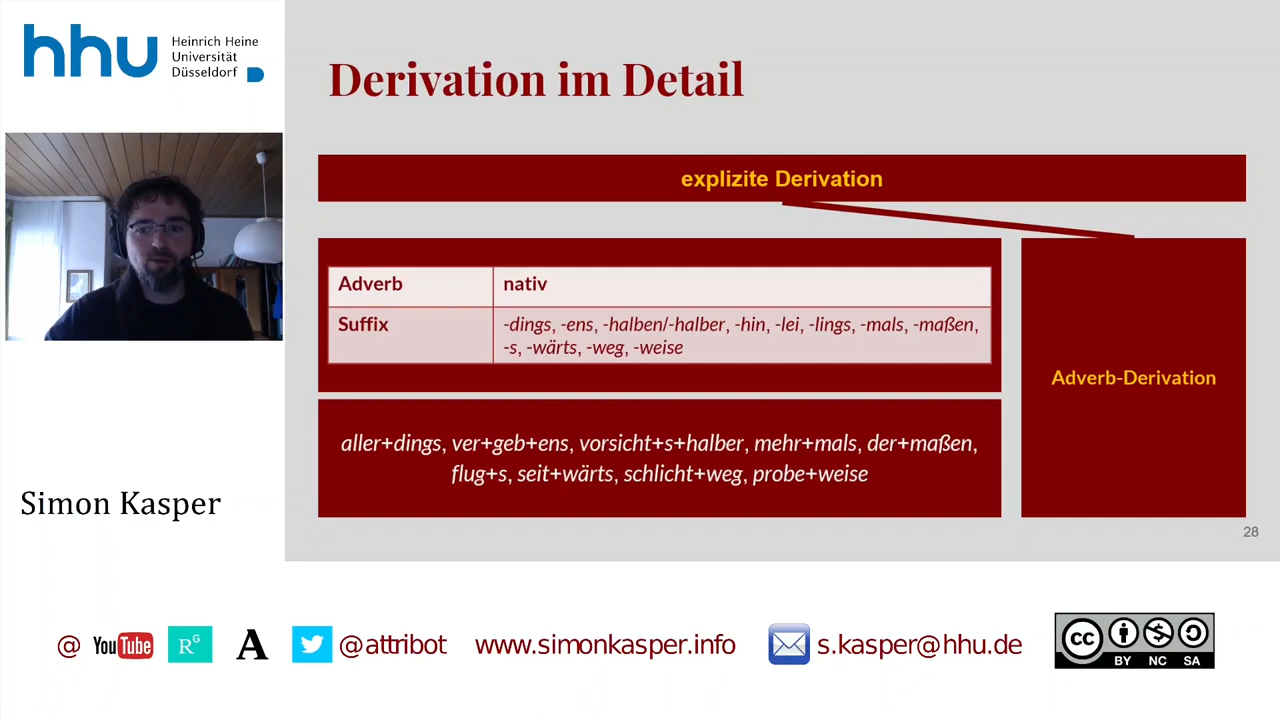 hhu
Heinrich Heine
Universität
Düsseldorf
Derivation im Detail
explizite Derivation
Adverb
nativ
Suffix
-dings, -ens, -halben/-halber, -hin, -lei, -lings, -mals, -maßen,
-s, -wärts, -weg, -weise
Adverb-Derivation
aller+dings, ver+geb+ens, vorsicht+s+halber, mehr+mals, der+maßen,
flug+s, seit+wärts, schlicht+weg, probe+weise
Simon Kasper
28
@ YouTube RG A @attribot www.simonkasper.info s.kasper@hhu.de
cc BY NC SA